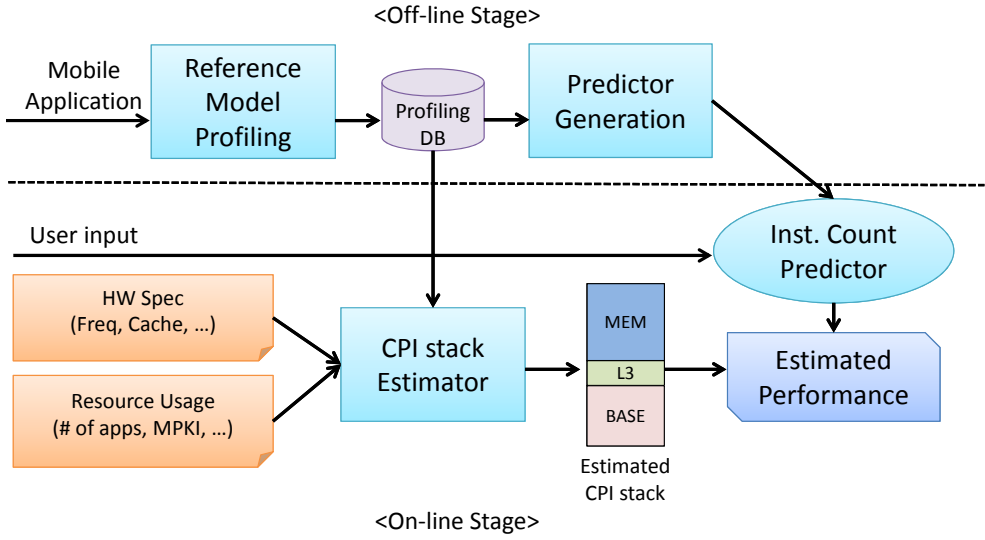 <Off-line Stage>
Mobile
Application
Reference
Model
Profiling
Profiling
DB
Predictor
Generation
User input
Inst. Count
Predictor
HW Spec
(Freq, Cache, …)
Resource Usage
(# of apps, MPKI, …)
CPI stack
Estimator
MEM
L3
BASE
Estimated
CPI stack
Estimated
Performance
<On-line Stage>